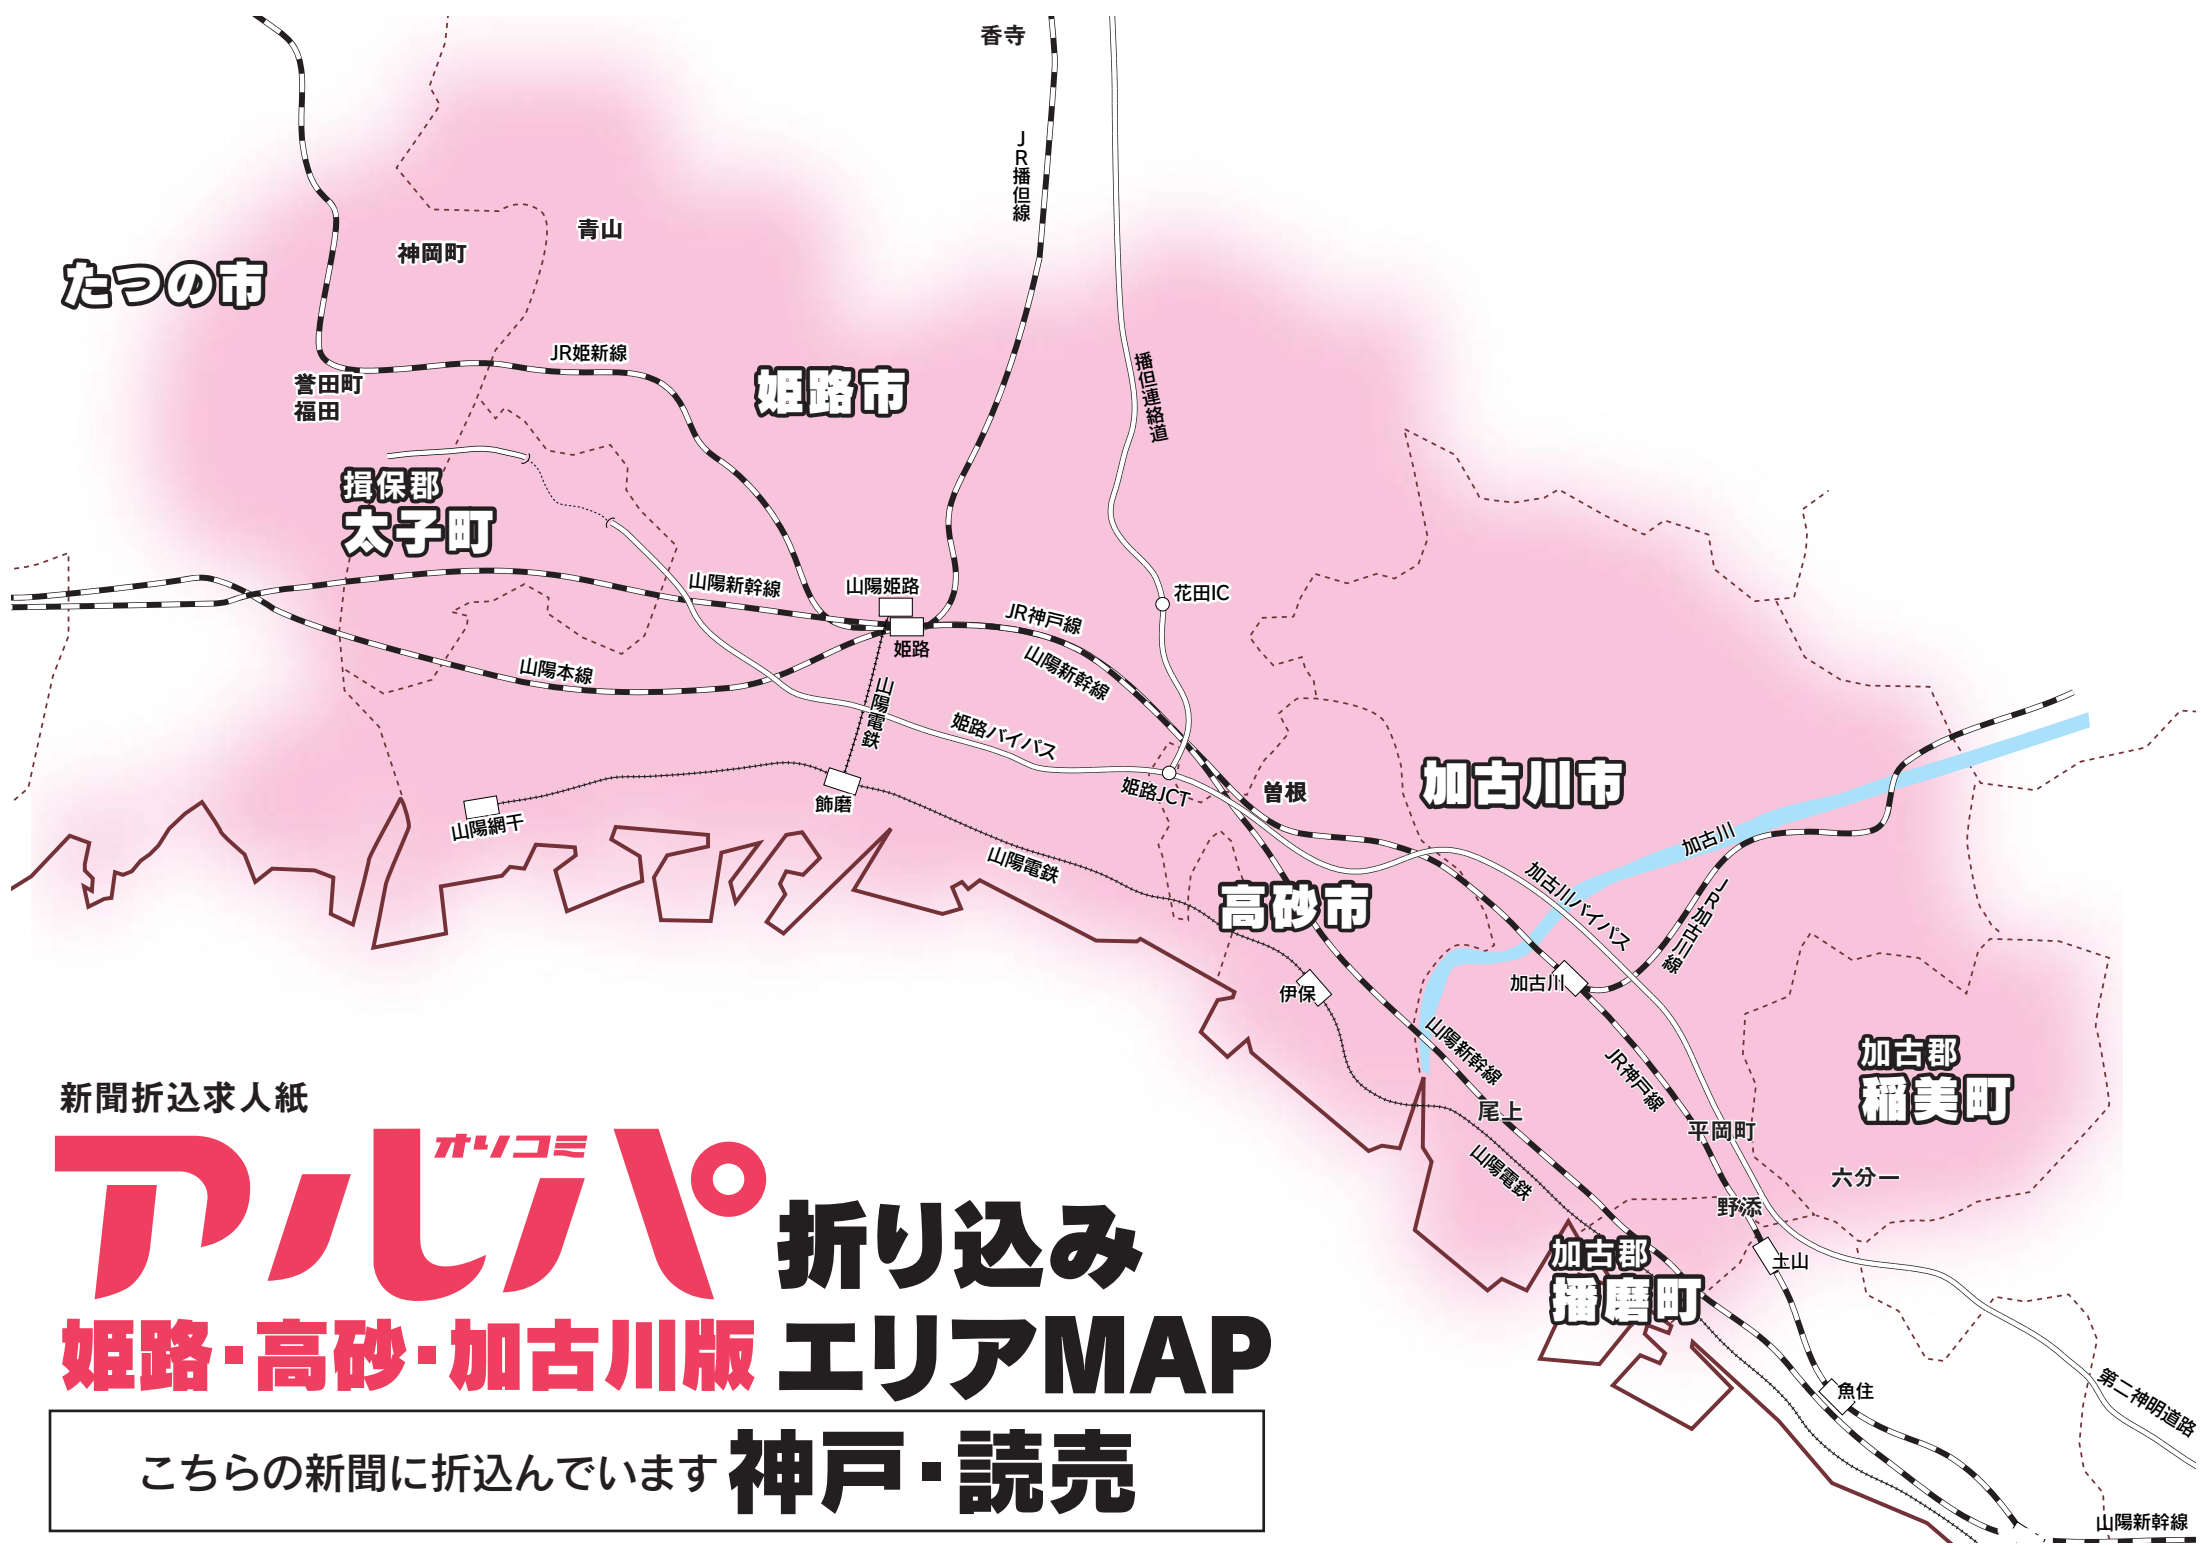 香寺
JR播但線
青山
神岡町
たつの市
JR姫新線
播但連絡道
誉田町
福田
姫路市
揖保郡
太子町
山陽新幹線
山陽姫路
花田IC
JR神戸線
姫路
山陽新幹線
山陽本線
山陽電鉄
姫路バイパス
姫路JCT
曽根
加古川市
飾磨
山陽網干
山陽電鉄
加古川
高砂市
加古川バイパス
JR加古川線
加古川
伊保
山陽新幹線
JR神戸線
加古郡
稲美町
尾上
平岡町
山陽電鉄
六分一
野添
加古郡
播磨町
土山
魚住
第二神明道路
山陽新幹線
新聞折込求人紙
オリコミ
アルパ
折り込み
姫路・高砂・加古川版
エリアMAP
こちらの新聞に折込んでいます 神戸・読売